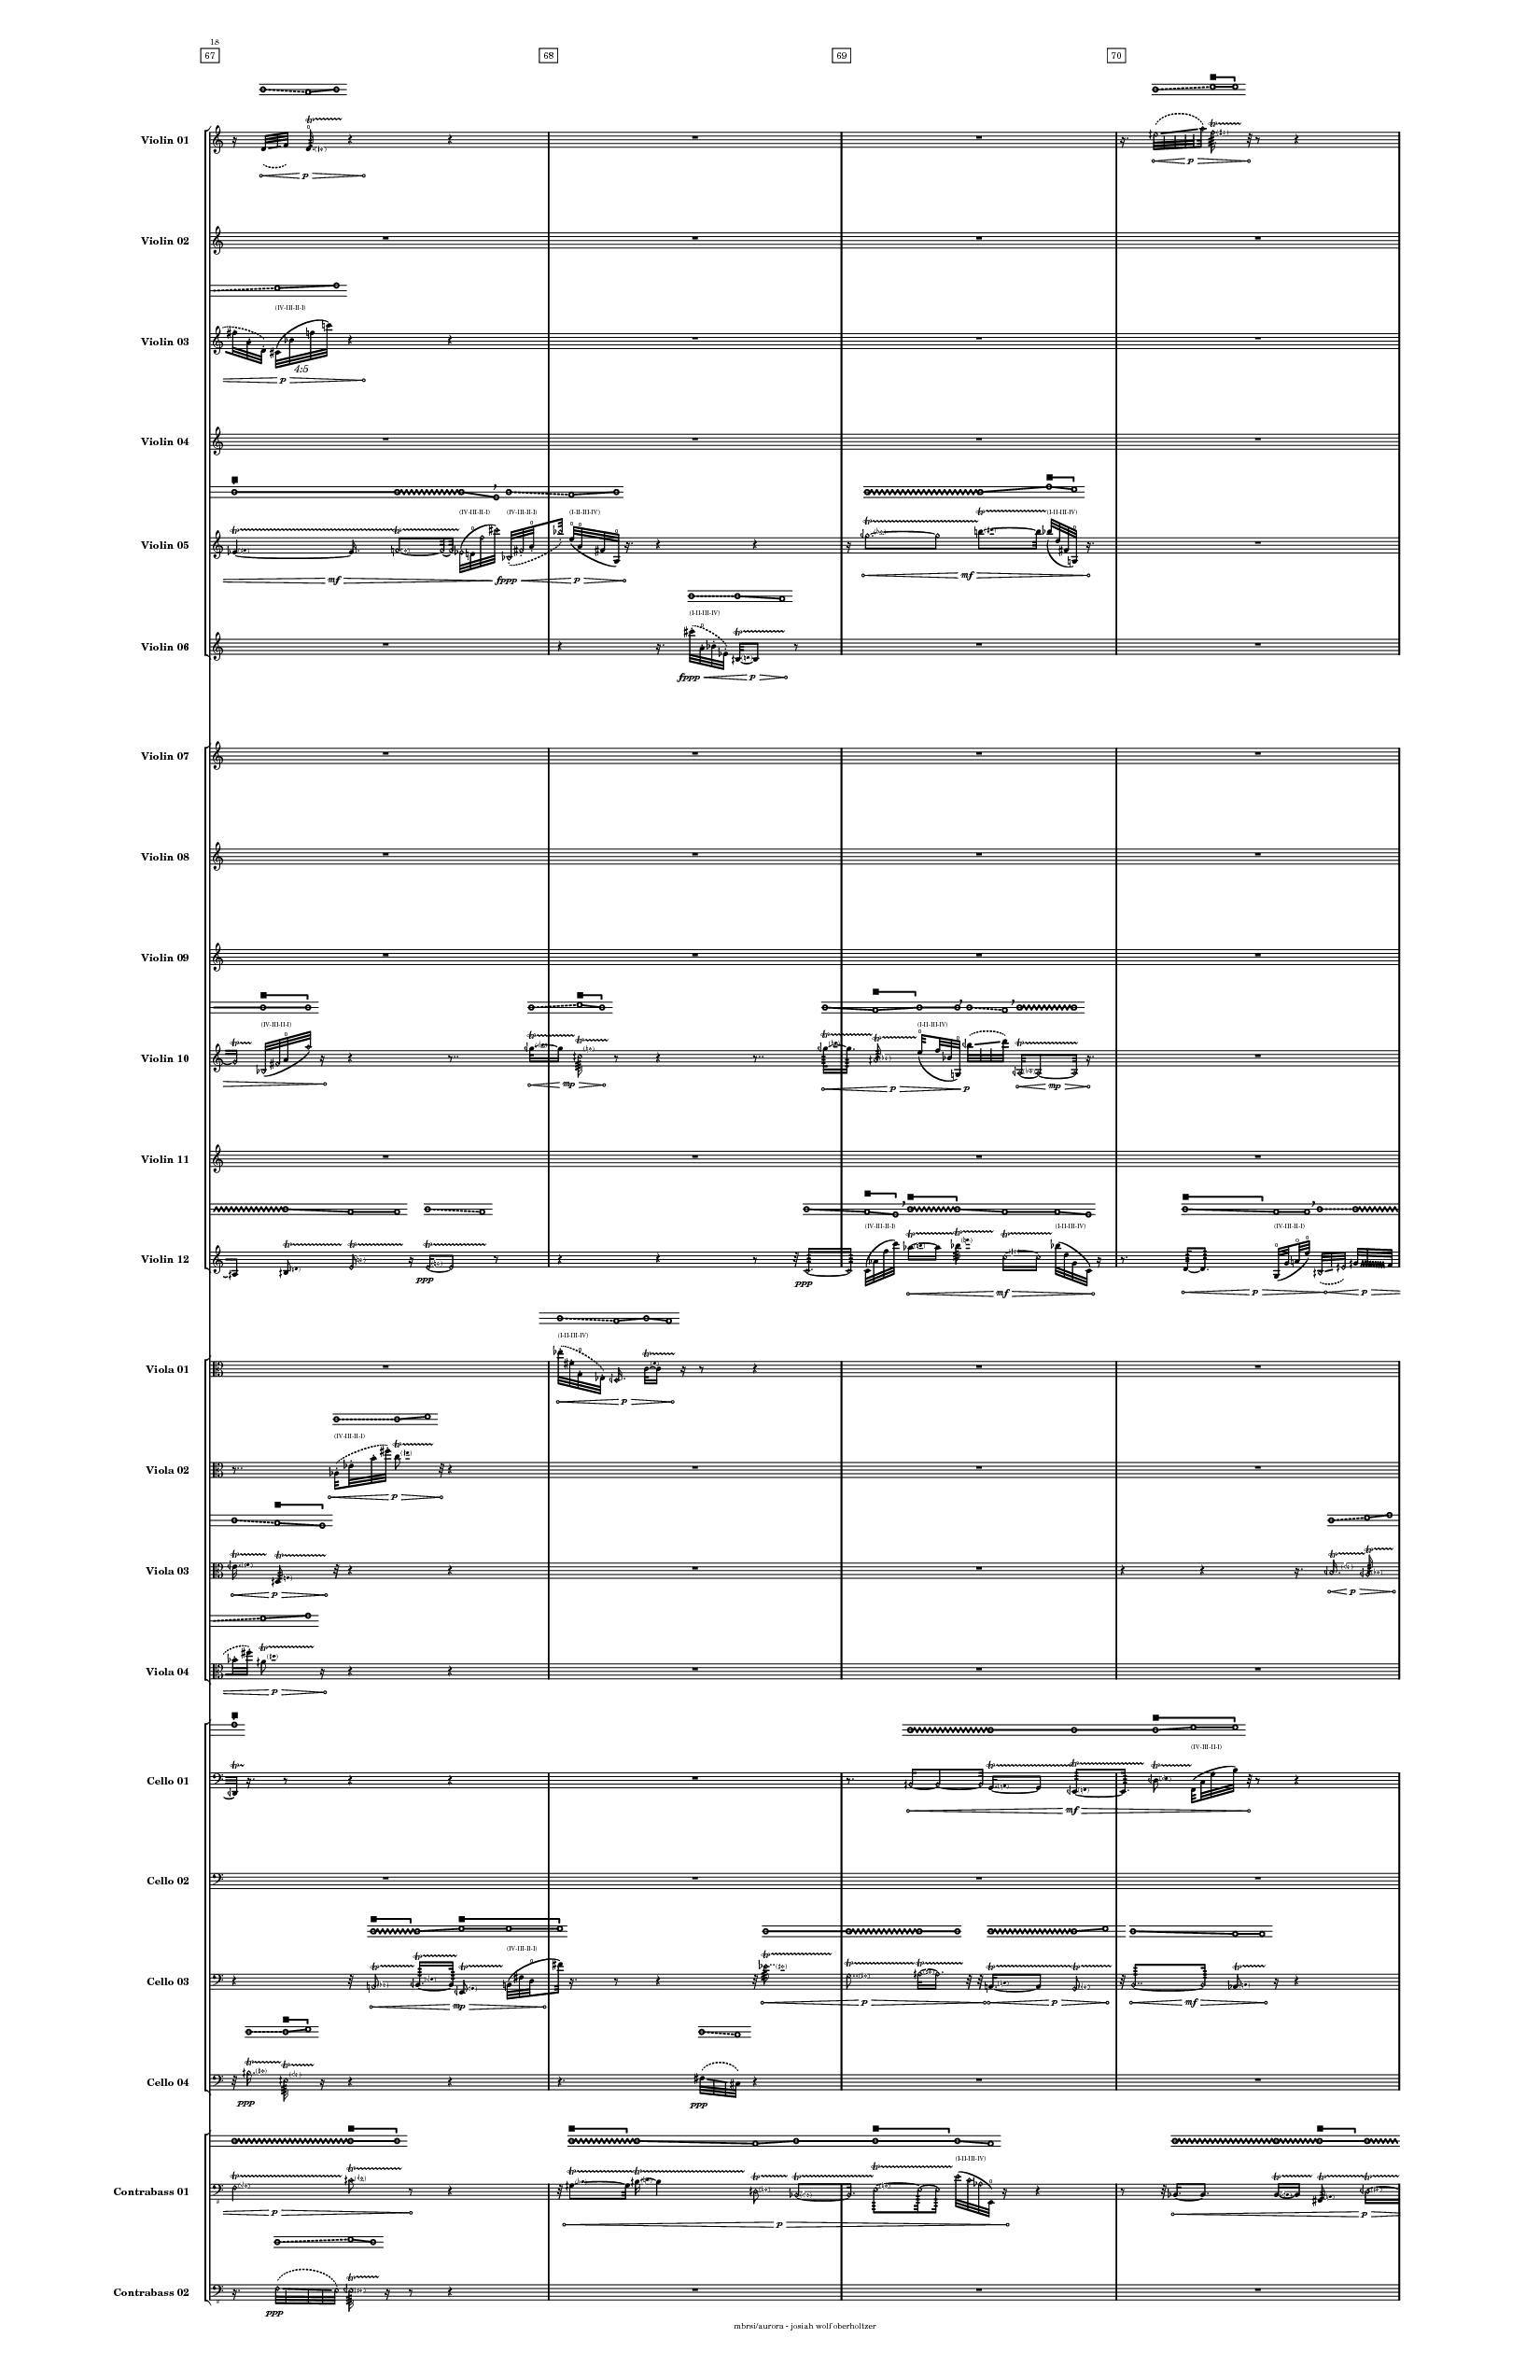 18
67 68 69 70
Violin 01
p
p
Violin 02
(IV-III-II-I)
Violin 03
4:5
p
Violin 04
(IV-III-II-I) (IV-III-II-I) (I-II-III-IV) (I-II-III-IV)
Violin 05
mf fppp p mf
(I-II-III-IV)
Violin 06
fppp p
Violin 07
Violin 08
Violin 09
(IV-III-II-I) (I-II-III-IV)
Violin 10
mp p p mp
Violin 11
(IV-III-II-I) (I-II-III-IV) (IV-III-II-I)
Violin 12
ppp ppp mf p p
(I-II-III-IV)
Viola 01
p
(IV-III-II-I)
Viola 02
p
Viola 03
p p
Viola 04
p
(IV-III-II-I)
Cello 01
mf
Cello 02
(IV-III-II-I)
Cello 03
mp p p mf
Cello 04
ppp ppp
(I-II-III-IV)
Contrabass 01
p p p
Contrabass 02
ppp
mbrsi/aurora - josiah wolf oberholtzer